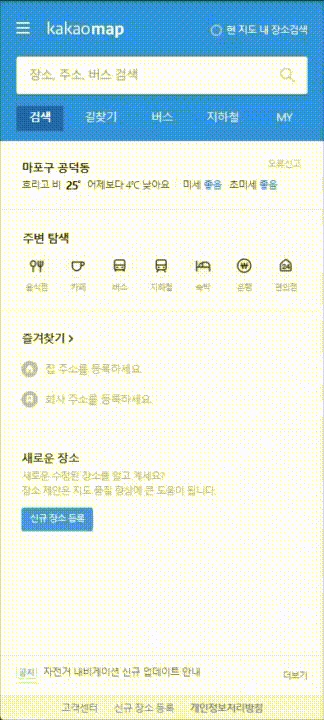 kakaomap
현 지도 내 장소검색
장소, 주소, 버스 검색
검색 길찾기 버스 지하철 MY
마포구 공덕동
오류신고
흐리고 비 25° 어제보다 4℃ 낮아요 미세 좋음 초미세 좋음
주변 탐색
음식점 카페 버스 지하철 숙박 은행 편의점
즐겨찾기 >
집 주소를 등록하세요.
회사 주소를 등록하세요.
새로운 장소
새로운·수정된 장소를 알고 계세요?
장소 제안은 지도 품질 향상에 큰 도움이 됩니다.
신규 장소 등록
공지 자전거 내비게이션 신규 업데이트 안내 더보기
고객센터 신규 장소 등록 개인정보처리방침